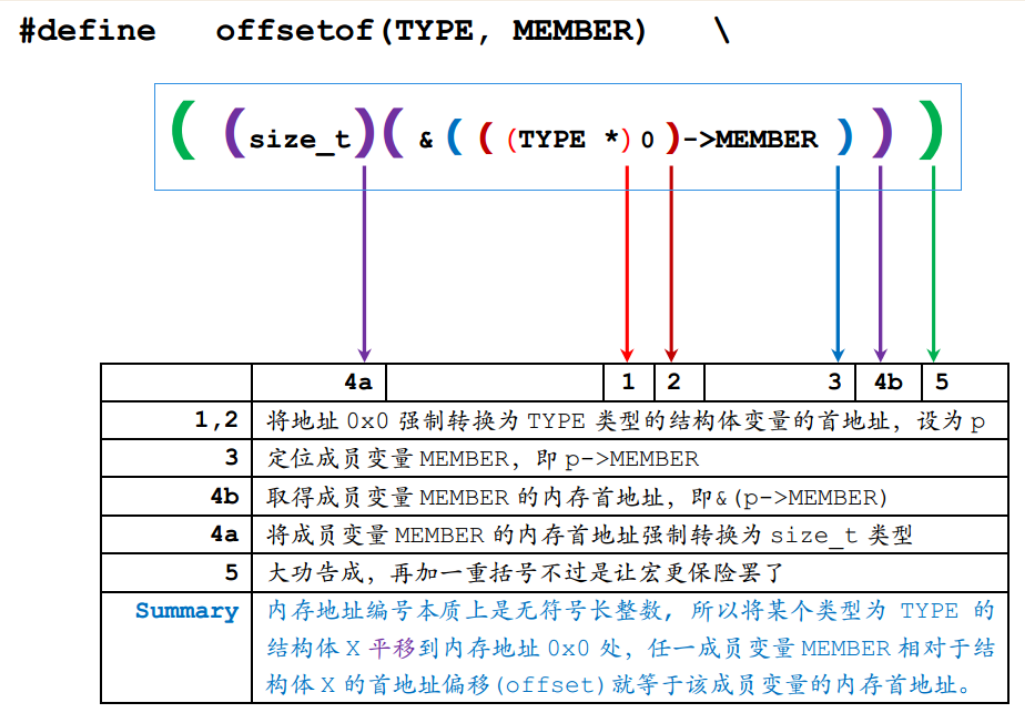 #define offsetof(TYPE, MEMBER) \
((size_t)(&(((TYPE *)0)->MEMBER)))
4a 1 2 3 4b 5
1,2 将地址 0x0 强制转换为 TYPE 类型的结构体变量的首地址，设为 p
3 定位成员变量 MEMBER，即 p->MEMBER
4b 取得成员变量 MEMBER 的内存首地址，即&(p->MEMBER)
4a 将成员变量 MEMBER 的内存首地址强制转换为 size_t 类型
5 大功告成，再加一重括号不过是让宏更保险罢了
Summary 内存地址编号本质上是无符号长整数，所以将某个类型为 TYPE 的
结构体 X 平移到内存地址 0x0 处，任一成员变量 MEMBER 相对于结
构体 X 的首地址偏移(offset)就等于该成员变量的内存首地址。